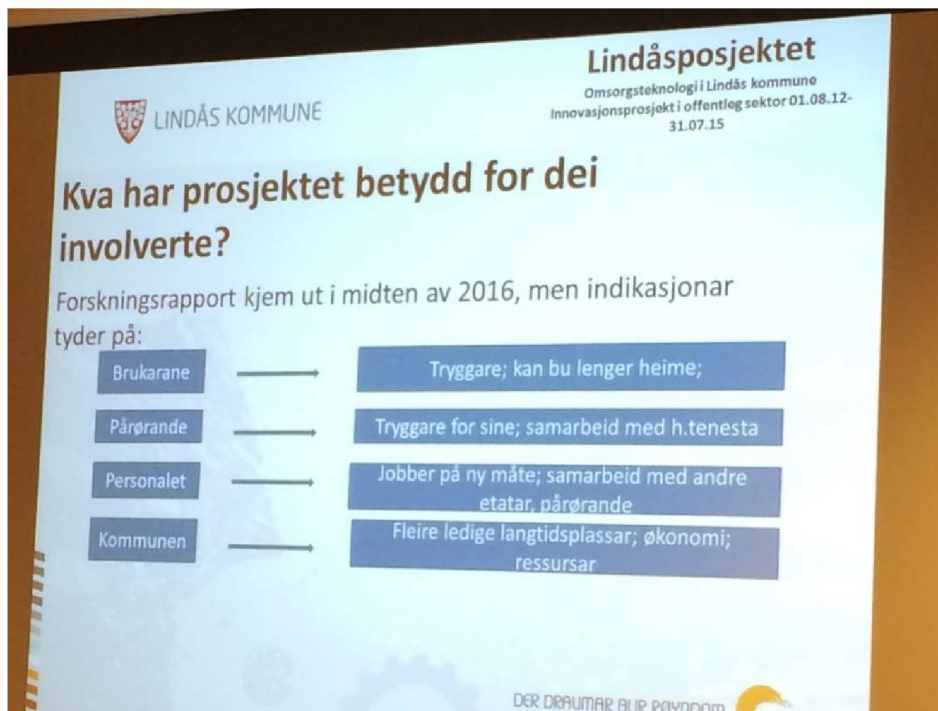 LINDÅS KOMMUNE
Lindåsposjektet
Omsorgsteknologi i Lindås kommune
Innovasjonsprosjekt i offentleg sektor 01.08.12-
31.07.15
Kva har prosjektet betydd for dei
involverte?
Forskningsrapport kjem ut i midten av 2016, men indikasjonar
tyder på:
Brukarane
Tryggare; kan bu lenger heime;
Pårørande
Tryggare for sine; samarbeid med h.tenesta
Personalet
Jobber på ny måte; samarbeid med andre
etatar, pårørande
Kommunen
Fleire ledige langtidsplassar; økonomi;
ressursar
DER DRAUMAR BLIR RØYNDOM